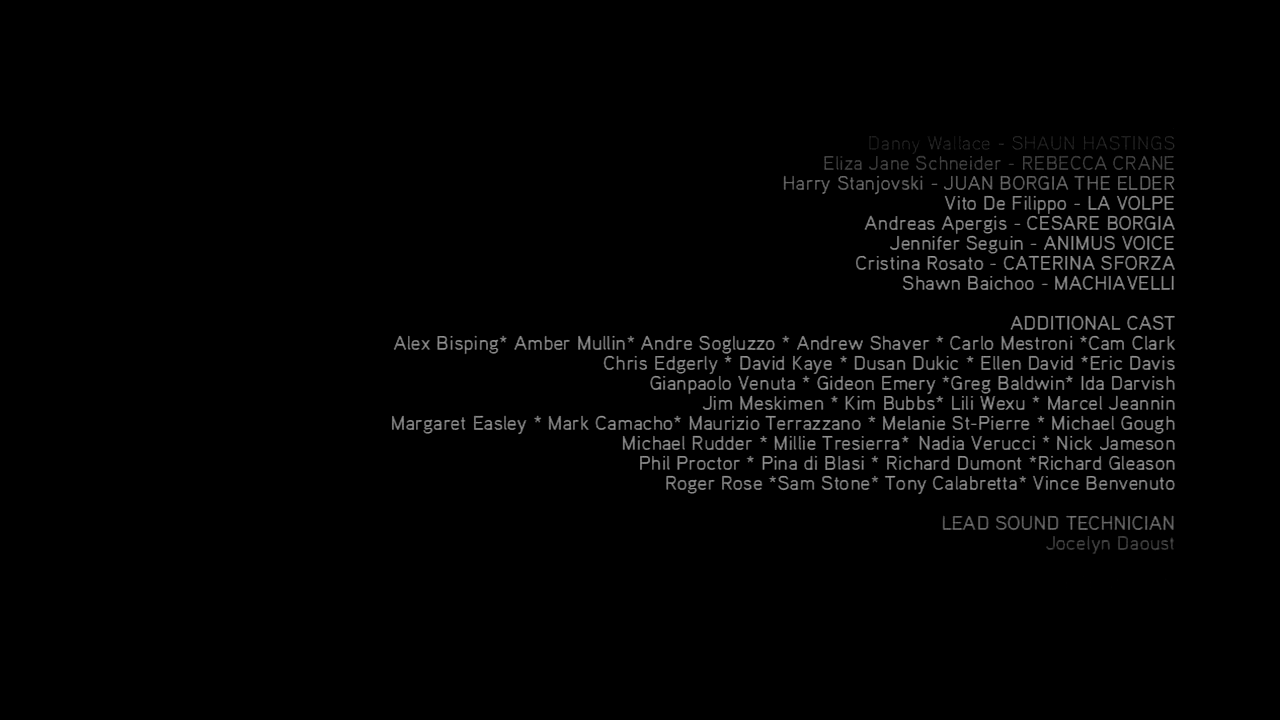 Danny Wallace - SHAUN HASTINGS
Eliza Jane Schneider - REBECCA CRANE
Harry Stanjovski - JUAN BORGIA THE ELDER
Vito De Filippo - LA VOLPE
Andreas Apergis - CESARE BORGIA
Jennifer Seguin - ANIMUS VOICE
Cristina Rosato - CATERINA SFORZA
Shawn Baichoo - MACHIAVELLI
ADDITIONAL CAST
Alex Bisping* Amber Mullin* Andre Sogluzzo * Andrew Shaver * Carlo Mestroni *Cam Clark
Chris Edgerly * David Kaye * Dusan Dukic * Ellen David *Eric Davis
Gianpaolo Venuta * Gideon Emery *Greg Baldwin* Ida Darvish
Jim Meskimen * Kim Bubbs* Lili Wexu * Marcel Jeannin
Margaret Easley * Mark Camacho* Maurizio Terrazzano * Melanie St-Pierre * Michael Gough
Michael Rudder * Millie Tresierra* Nadia Verucci * Nick Jameson
Phil Proctor * Pina di Blasi * Richard Dumont *Richard Gleason
Roger Rose *Sam Stone* Tony Calabretta* Vince Benvenuto
LEAD SOUND TECHNICIAN
Jocelyn Daoust